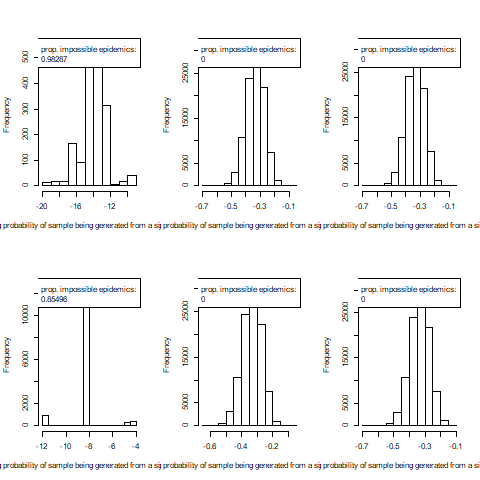 prop. impossible epidemics:
0.98287
prop. impossible epidemics:
0
prop. impossible epidemics:
0
Frequency
0 100 200 300 400 500
Frequency
0 5000 15000 25000
Frequency
0 5000 15000 25000
-20 -16 -12
-0.7 -0.5 -0.3 -0.1
-0.7 -0.5 -0.3 -0.1
probability of sample being generated from a si
probability of sample being generated from a si
probability of sample being generated from a si
prop. impossible epidemics:
0.85496
prop. impossible epidemics:
0
prop. impossible epidemics:
0
Frequency
0 2000 6000 10000
Frequency
0 5000 15000 25000
Frequency
0 5000 15000 25000
-12 -10 -8 -6 -4
-0.6 -0.4 -0.2
-0.7 -0.5 -0.3 -0.1
probability of sample being generated from a si
probability of sample being generated from a si
probability of sample being generated from a si